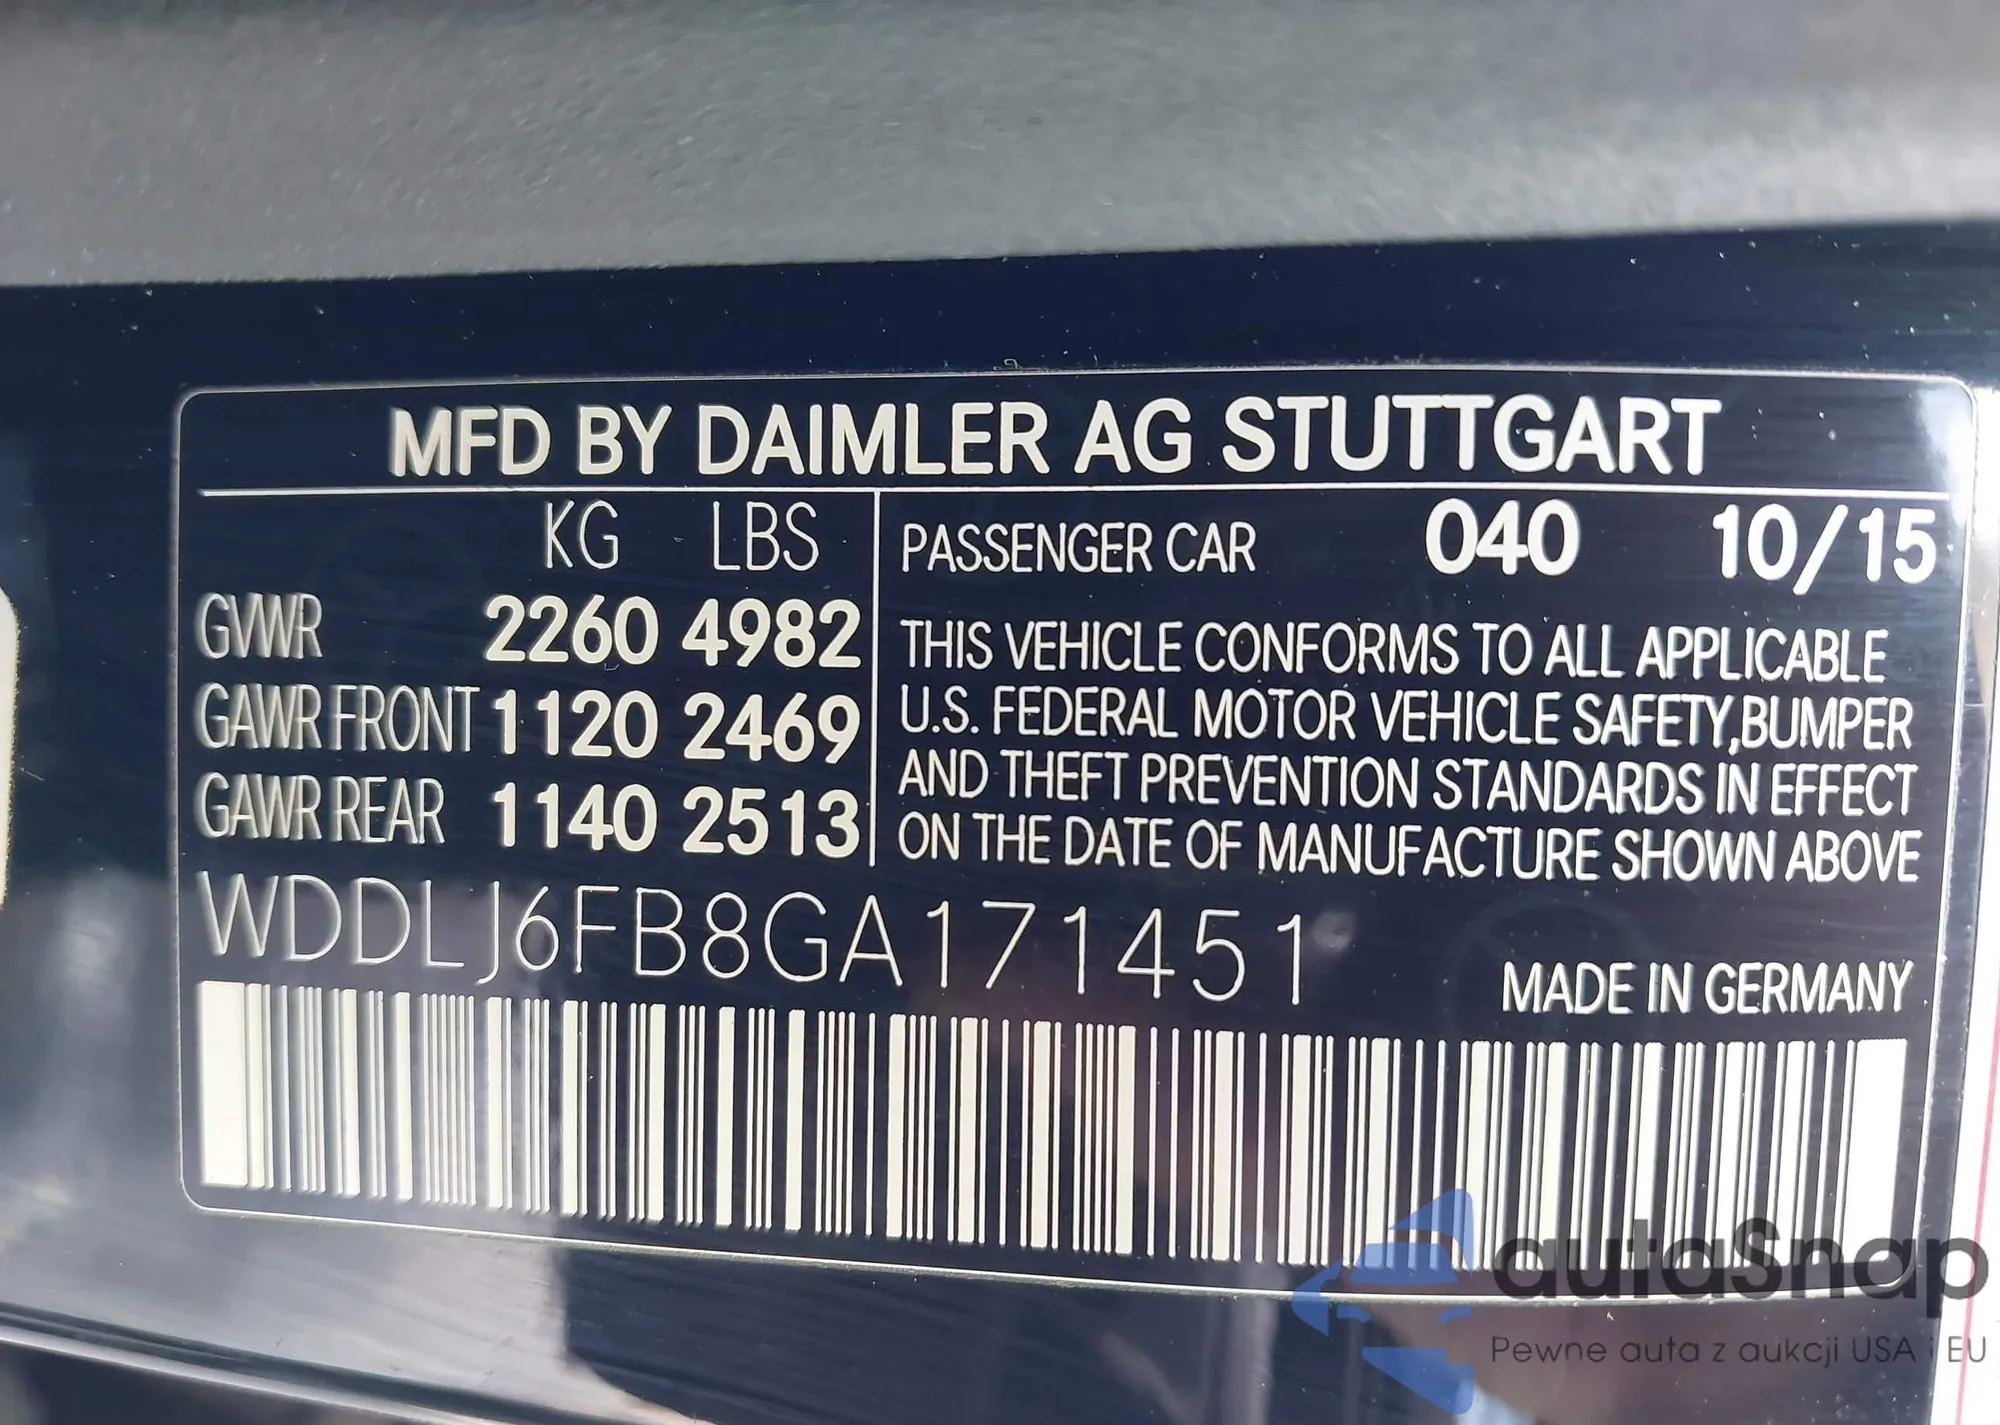 MFD BY DAIMLER AG STUTTGART
KG LBS
GVWR 2260 4982
GAWR FRONT 1120 2469
GAWR REAR 1140 2513
PASSENGER CAR 040 10/15
THIS VEHICLE CONFORMS TO ALL APPLICABLE
U.S. FEDERAL MOTOR VEHICLE SAFETY,BUMPER
AND THEFT PREVENTION STANDARDS IN EFFECT
ON THE DATE OF MANUFACTURE SHOWN ABOVE
WDDLJ6FB8GA171451
MADE IN GERMANY
autaSnap
Pewne auta z aukcji USA i EU